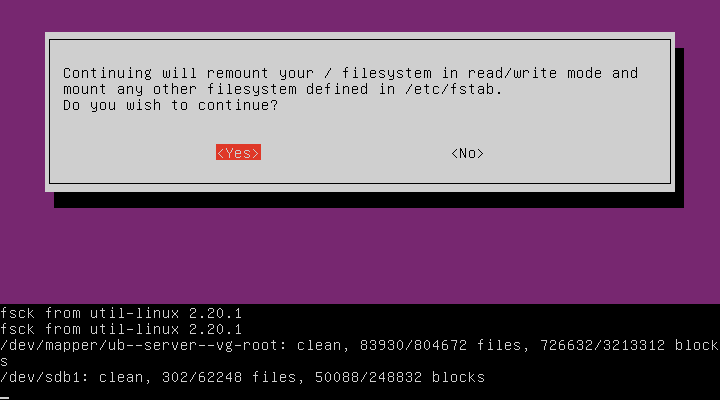 Continuing will remount your / filesystem in read/write mode and
mount any other filesystem defined in /etc/fstab.
Do you wish to continue?
<Yes> <No>
fsck from util-linux 2.20.1
fsck from util-linux 2.20.1
/dev/mapper/ub--server--vg-root: clean, 83930/804672 files, 726632/3213312 block
s
/dev/sdb1: clean, 302/62248 files, 50088/248832 blocks